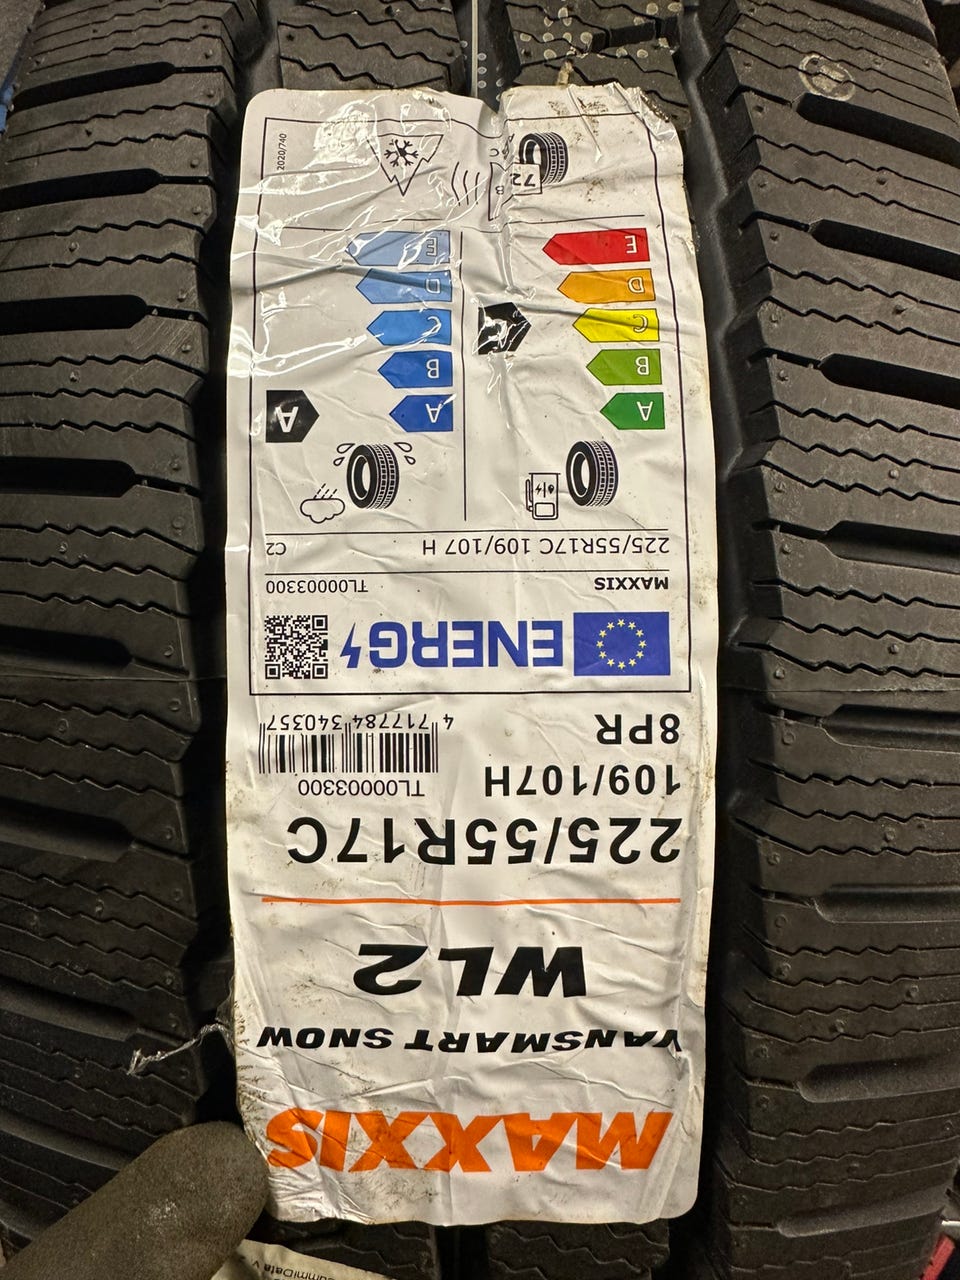 MAXXIS
VANSMART SNOW
WL2
225/55R17C
109/107H
8PR
TL00003300
4 717784 340357
ENERG
MAXXIS
TL00003300
225/55R17C 109/107 H
C2
A
B
C
D
E
A
B
C
D
E
A
72
B
C
2020/740